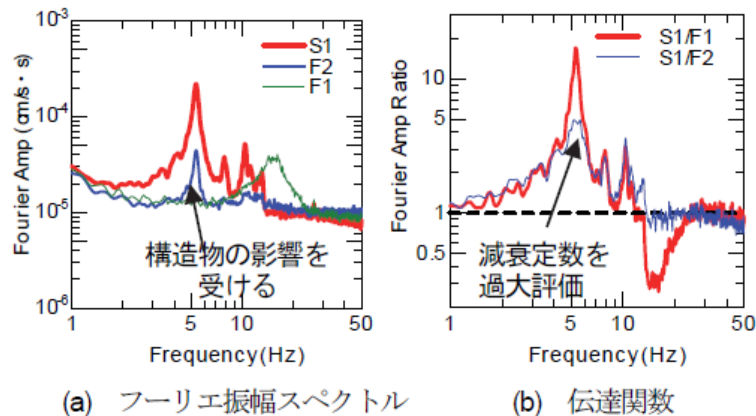 10⁻³
10⁻⁴
10⁻⁵
10⁻⁶
Fourier Amp (cm/s・s)
S1
F2
F1
構造物の影響を
受ける
1
10
50
Frequency(Hz)
(a) フーリエ振幅スペクトル
10
5
1
0.5
Fourier Amp Ratio
S1/F1
S1/F2
減衰定数を
過大評価
1
5
10
50
Frequency(Hz)
(b) 伝達関数